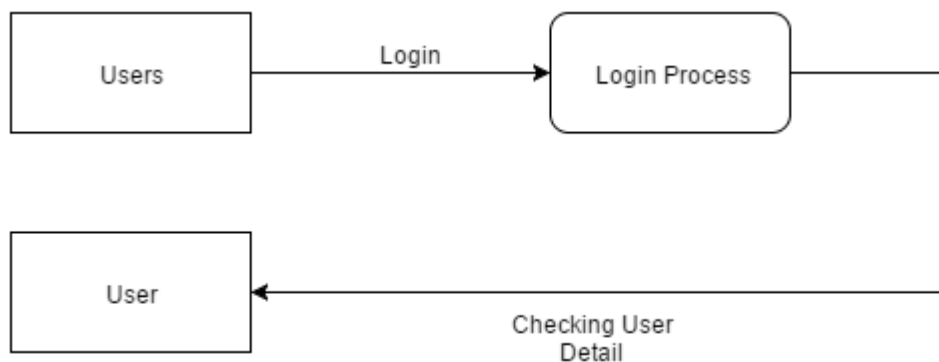 Users
Login
Login Process
User
Checking User
Detail